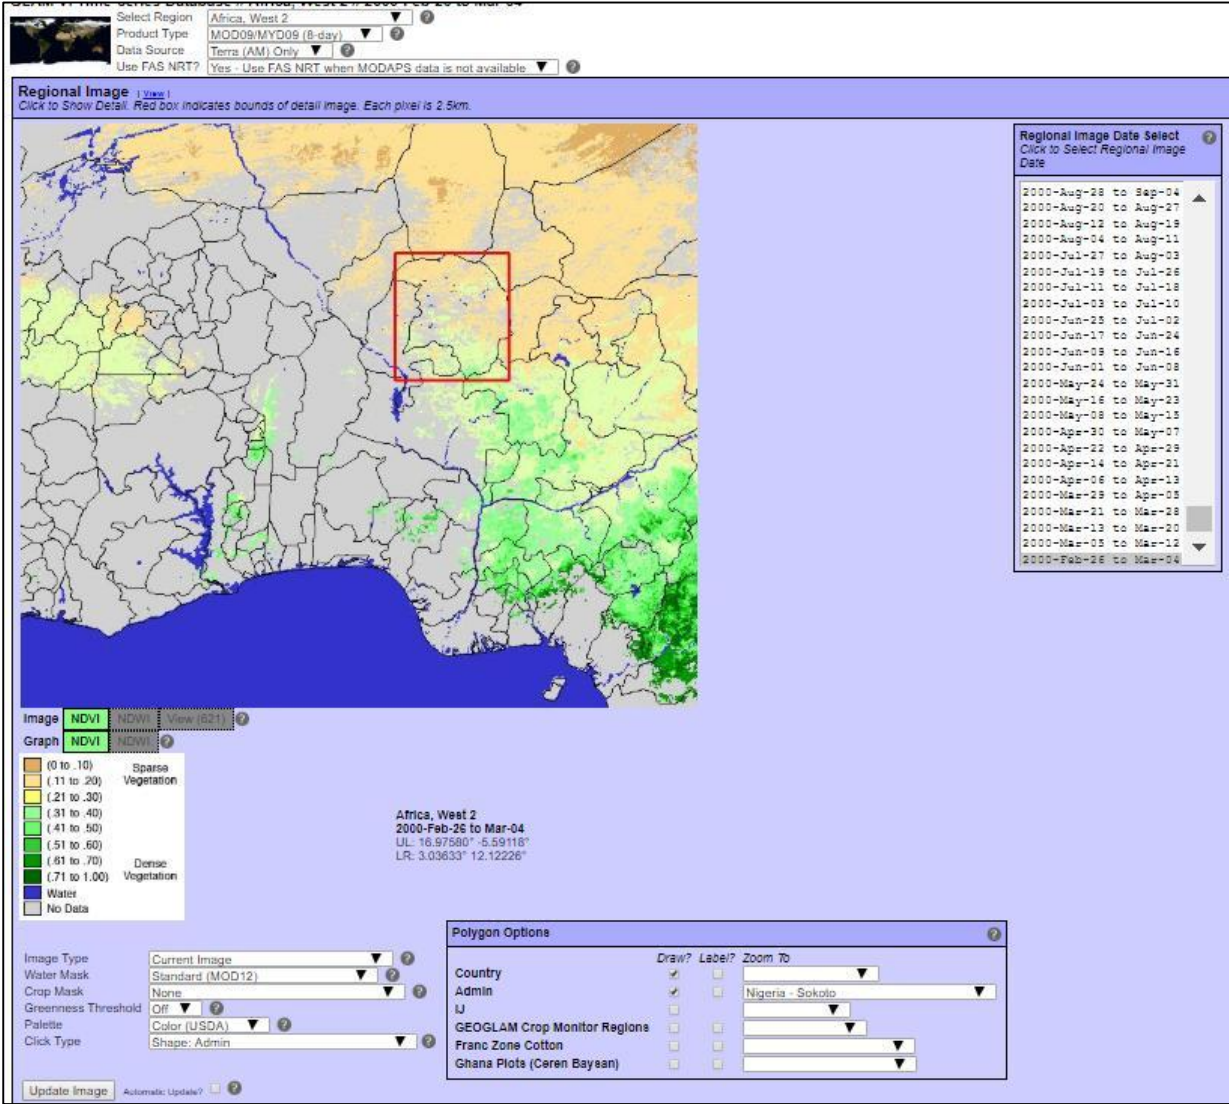 GLAM v. Time Series Database // Africa, West 2 // 2000-Feb-26 to Mar-04
Select Region Africa, West 2
Product Type MOD09/MYD09 (8-day)
Data Source Terra (AM) Only
Use FAS NRT? Yes - Use FAS NRT when MODAPS data is not available
Regional Image [ View ]
Click to Show Detail. Red box indicates bounds of detail image. Each pixel is 2.5km.
Regional Image Date Select
Click to Select Regional Image
Date
2000-Aug-28 to Sep-04
2000-Aug-20 to Aug-27
2000-Aug-12 to Aug-19
2000-Aug-04 to Aug-11
2000-Jul-27 to Aug-03
2000-Jul-19 to Jul-26
2000-Jul-11 to Jul-18
2000-Jul-03 to Jul-10
2000-Jun-25 to Jul-02
2000-Jun-17 to Jun-24
2000-Jun-09 to Jun-16
2000-Jun-01 to Jun-08
2000-May-24 to May-31
2000-May-16 to May-23
2000-May-08 to May-15
2000-Apr-30 to May-07
2000-Apr-22 to Apr-29
2000-Apr-14 to Apr-21
2000-Apr-06 to Apr-13
2000-Mar-29 to Apr-05
2000-Mar-21 to Mar-28
2000-Mar-13 to Mar-20
2000-Mar-05 to Mar-12
2000-Feb-26 to Mar-04
Image NDVI NDWI View (621)
Graph NDVI NDWI
(0 to .10) Sparse
(.11 to .20) Vegetation
(.21 to .30)
(.31 to .40)
(.41 to .50)
(.51 to .60)
(.61 to .70) Dense
(.71 to 1.00) Vegetation
Water
No Data
Africa, West 2
2000-Feb-26 to Mar-04
UL: 16.97580° -5.59118°
LR: 3.03633° 12.12226°
Image Type Current Image
Water Mask Standard (MOD12)
Crop Mask None
Greenness Threshold Off
Palette Color (USDA)
Click Type Shape: Admin
Update Image Automatic Update?
Polygon Options
Draw? Label? Zoom To
Country
Admin Nigeria - Sokoto
IJ
GEOGLAM Crop Monitor Regions
Franc Zone Cotton
Ghana Plots (Ceren Baysan)